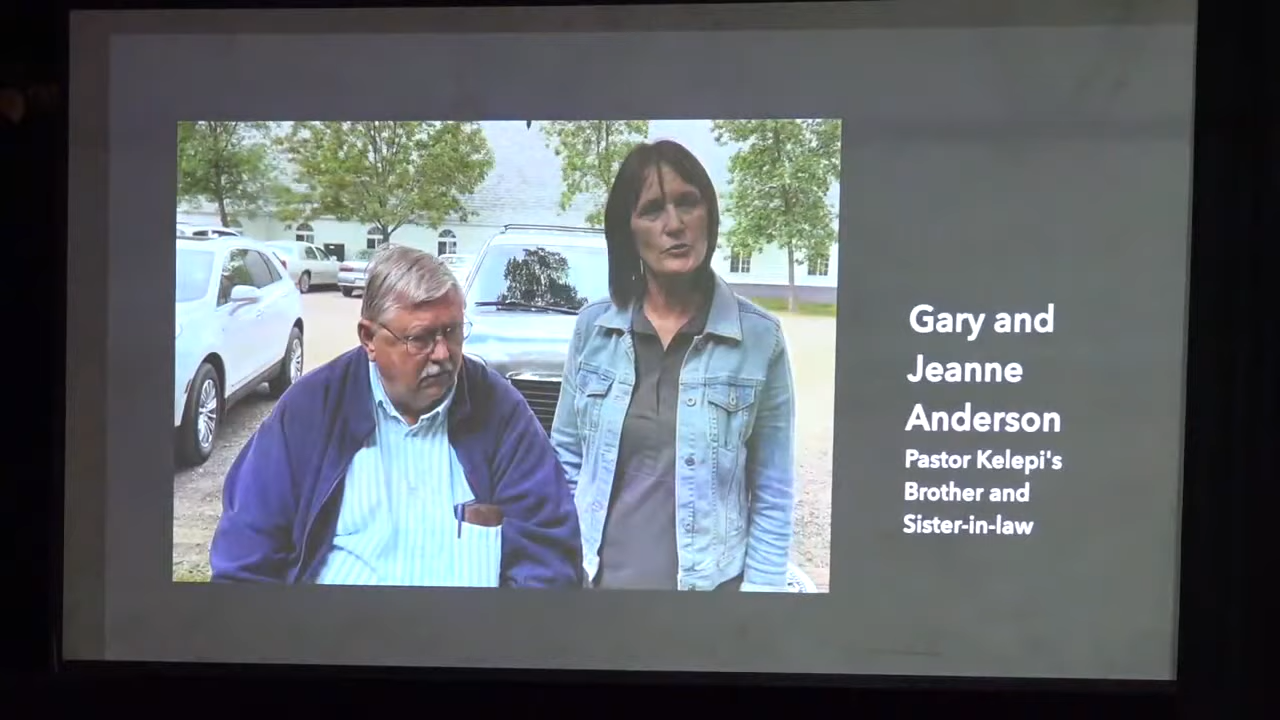 Gary and
Jeanne
Anderson
Pastor Kelepi's
Brother and
Sister-in-law